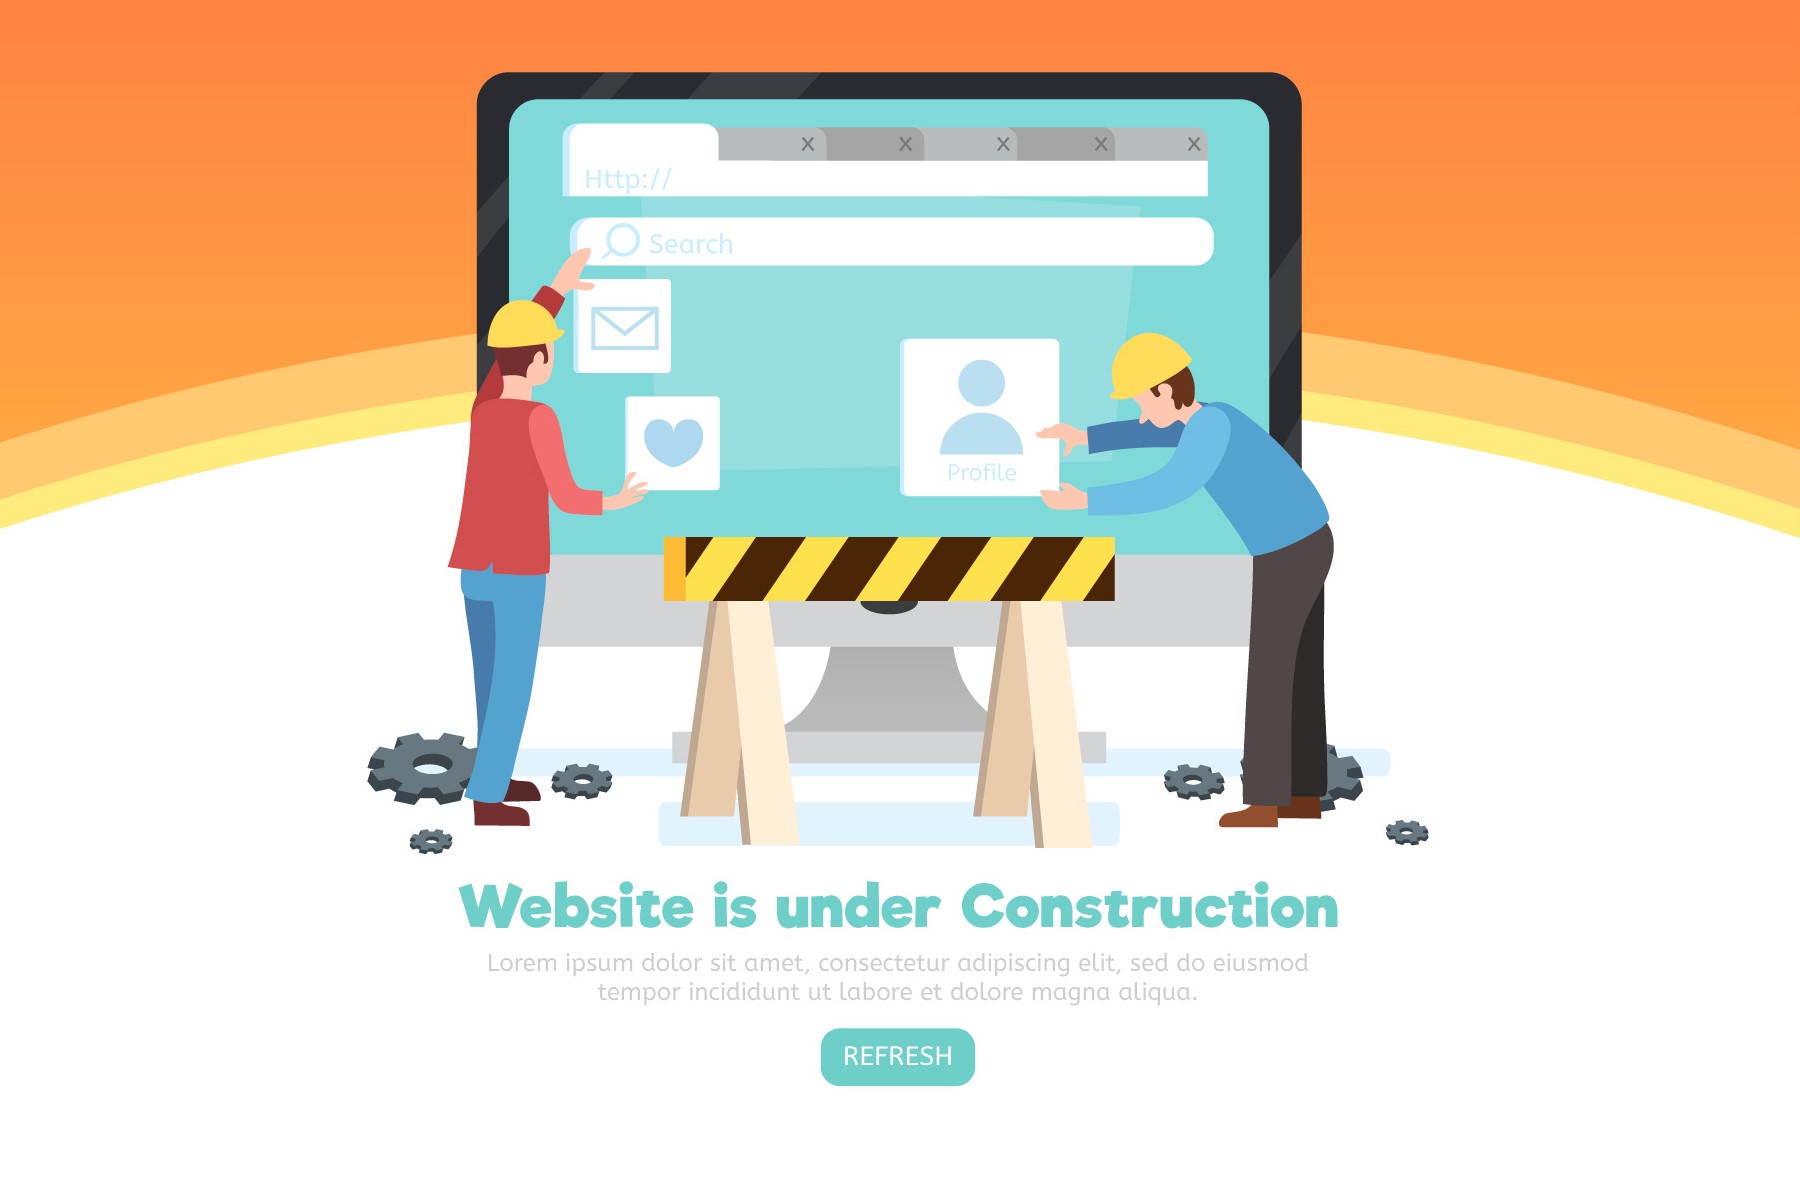 X X X X X
Http://
Search
Profile
Website is under Construction
Lorem ipsum dolor sit amet, consectetur adipiscing elit, sed do eiusmod
tempor incididunt ut labore et dolore magna aliqua.
REFRESH